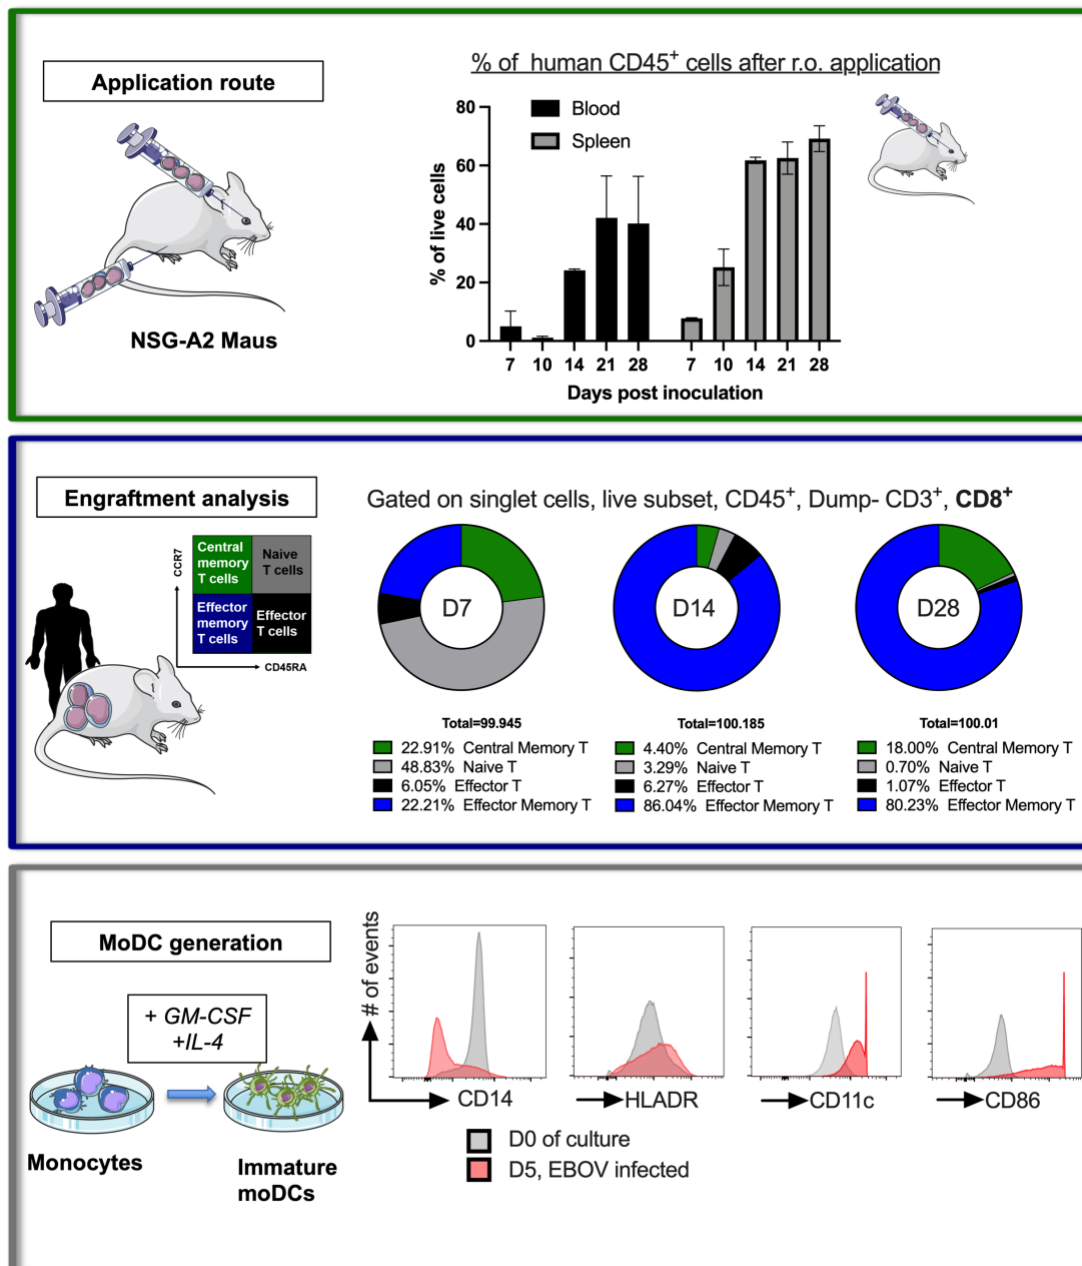 Application route
NSG-A2 Maus
% of human CD45+ cells after r.o. application
Blood
Spleen
% of live cells
80
60
40
20
0
7 10 14 21 28 7 10 14 21 28
Days post inoculation
Engraftment analysis
CCR7
Central memory T cells
Naive T cells
Effector memory T cells
Effector T cells
CD45RA
Gated on singlet cells, live subset, CD45+, Dump- CD3+, CD8+
D7
D14
D28
Total=99.945
22.91% Central Memory T
48.83% Naive T
6.05% Effector T
22.21% Effector Memory T
Total=100.185
4.40% Central Memory T
3.29% Naive T
6.27% Effector T
86.04% Effector Memory T
Total=100.01
18.00% Central Memory T
0.70% Naive T
1.07% Effector T
80.23% Effector Memory T
MoDC generation
+ GM-CSF
+IL-4
Monocytes
Immature
moDCs
# of events
CD14
HLADR
CD11c
CD86
D0 of culture
D5, EBOV infected